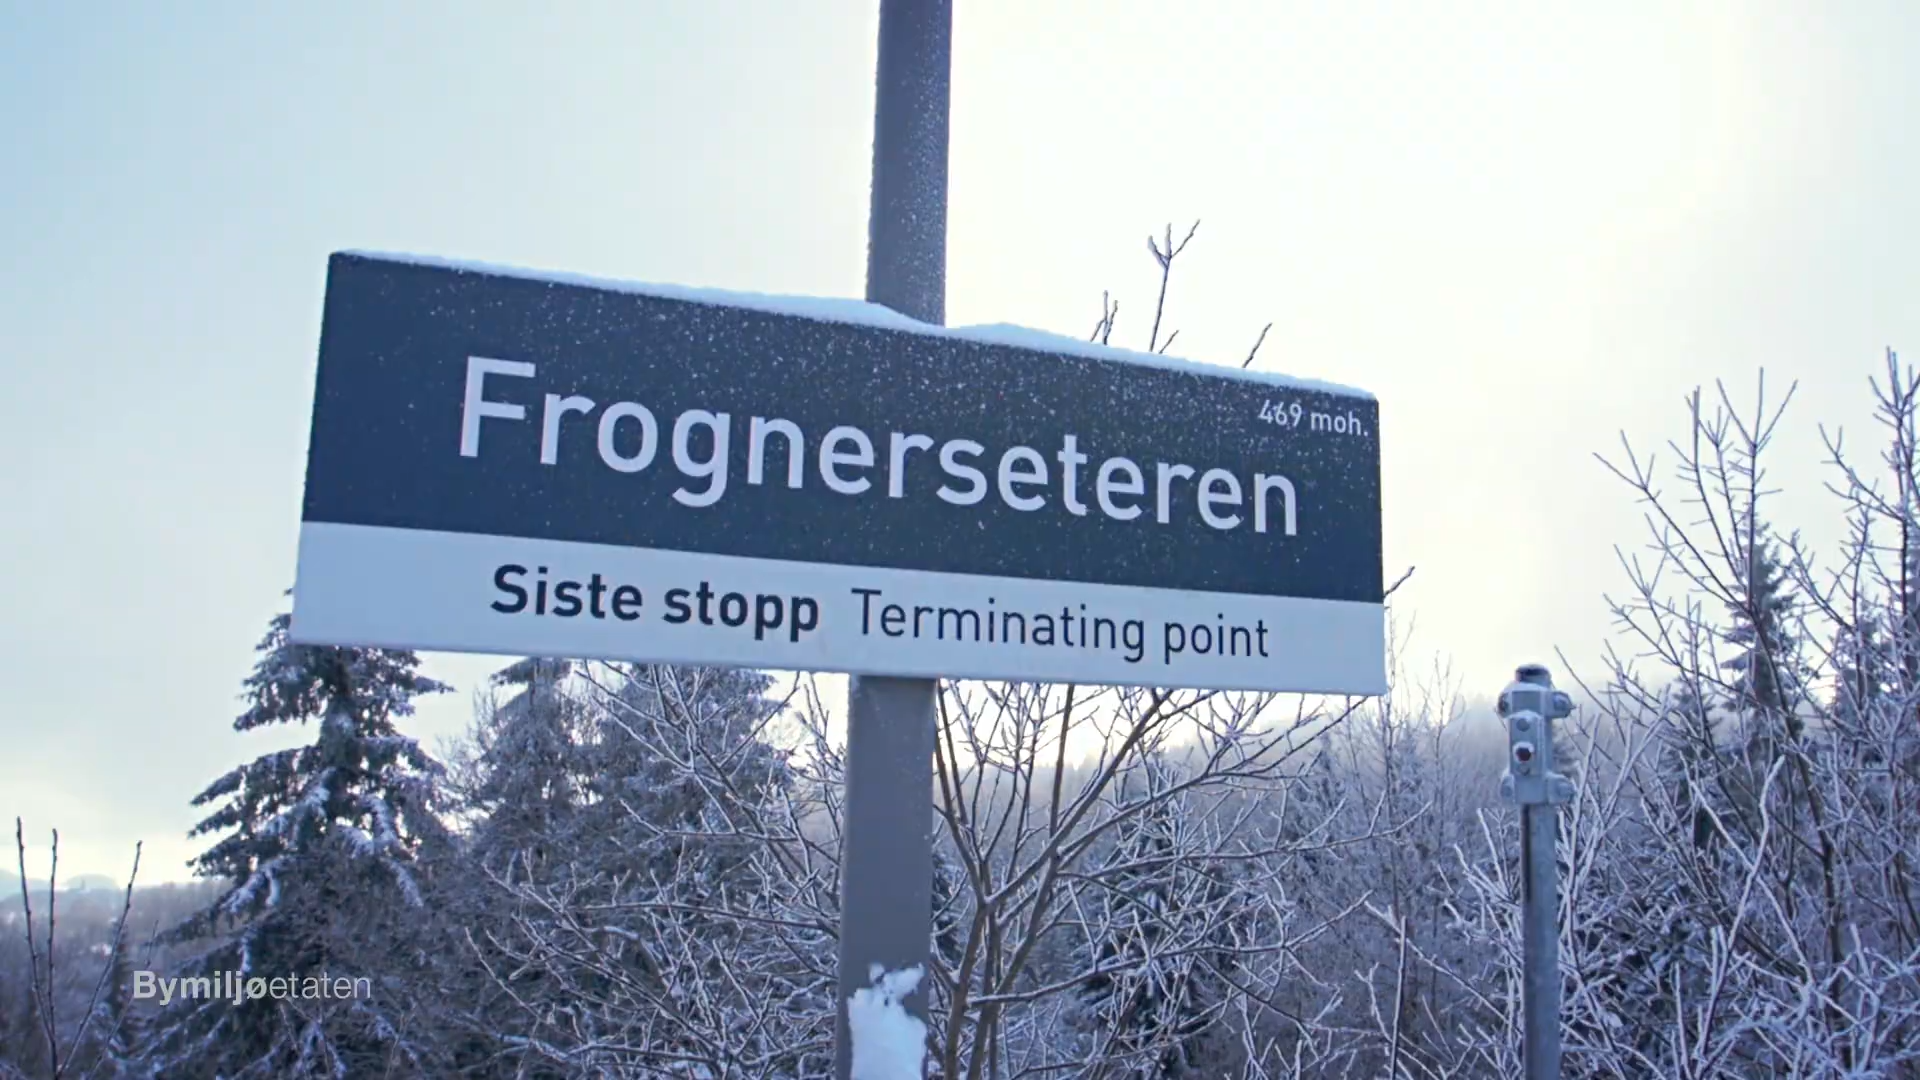 469 moh.
Frognerseteren
Siste stopp Terminating point
Bymiljøetaten